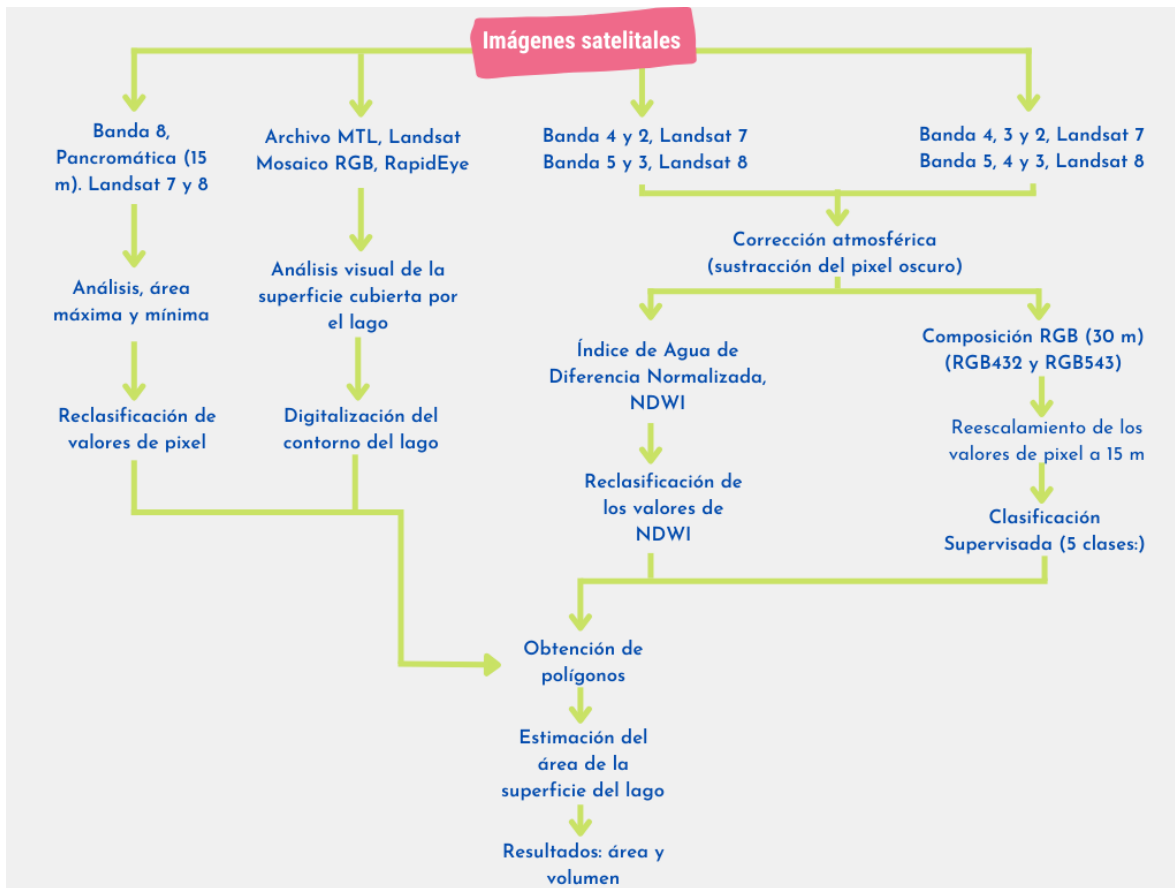 Imágenes satelitales
Banda 8,
Pancromática (15
m). Landsat 7 y 8
Análisis, área
máxima y mínima
Reclasificación de
valores de pixel
Archivo MTL, Landsat
Mosaico RGB, RapidEye
Análisis visual de la
superficie cubierta por
el lago
Digitalización del
contorno del lago
Banda 4 y 2, Landsat 7
Banda 5 y 3, Landsat 8
Banda 4, 3 y 2, Landsat 7
Banda 5, 4 y 3, Landsat 8
Corrección atmosférica
(sustracción del pixel oscuro)
Índice de Agua de
Diferencia Normalizada,
NDWI
Reclasificación de
los valores de
NDWI
Composición RGB (30 m)
(RGB432 y RGB543)
Reescalamiento de los
valores de pixel a 15 m
Clasificación
Supervisada (5 clases:)
Obtención de
polígonos
Estimación del
área de la
superficie del lago
Resultados: área y
volumen